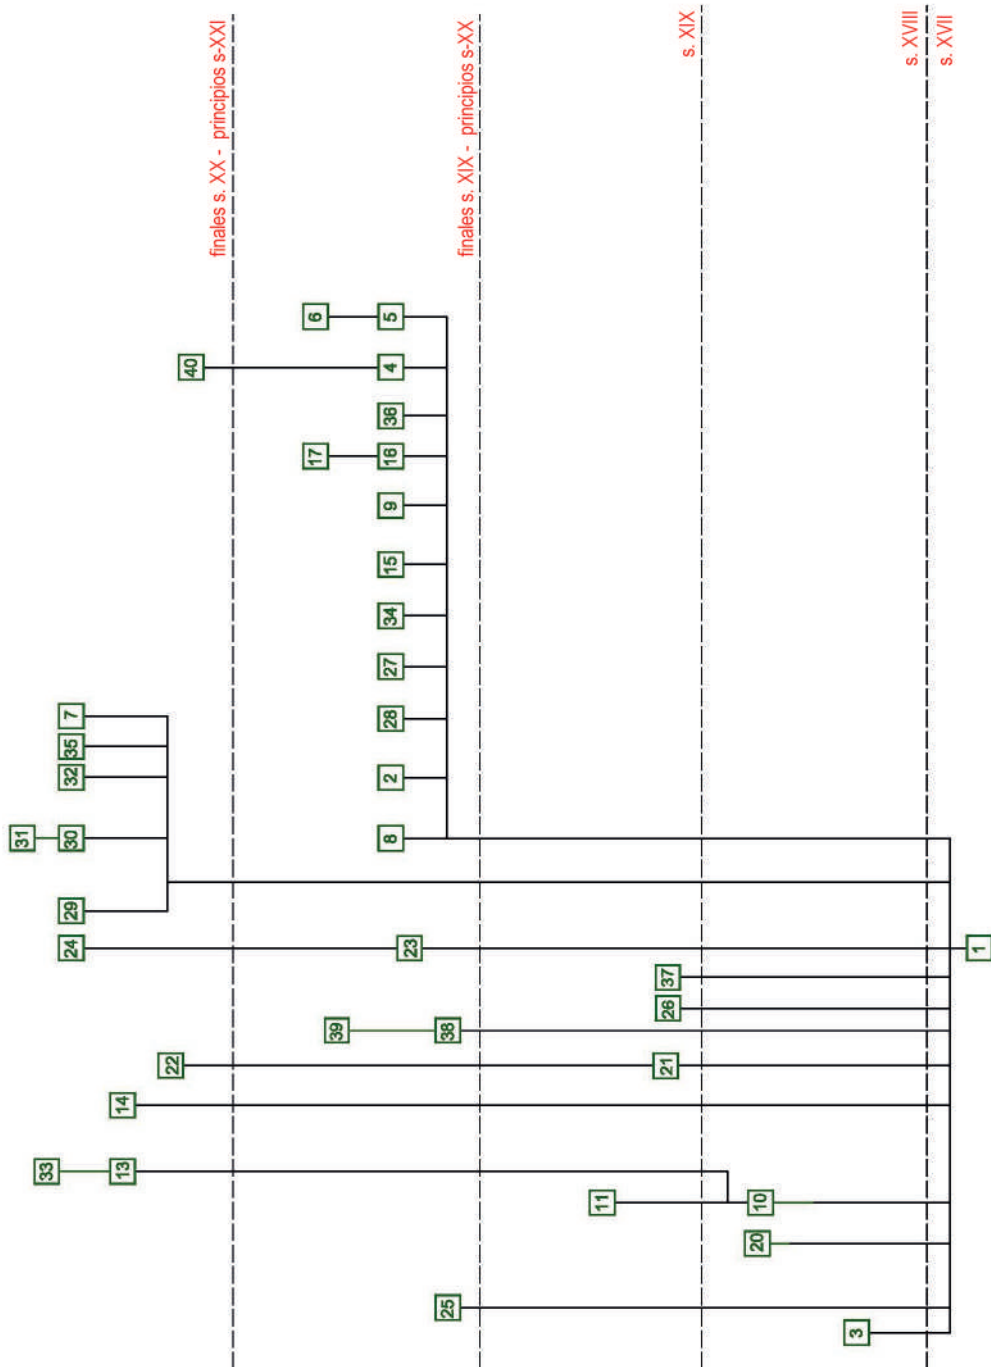 31
33
24 29 30 32 35 7
13 14
22
40
finales s. XX - principios s-XXI
17 6
39
8 2 28 27 34 15 9 16 36 4 5
23
25 38
finales s. XIX - principios s-XX
11
21 26 37
s. XIX
20 10
3
s. XVIII
s. XVII
1